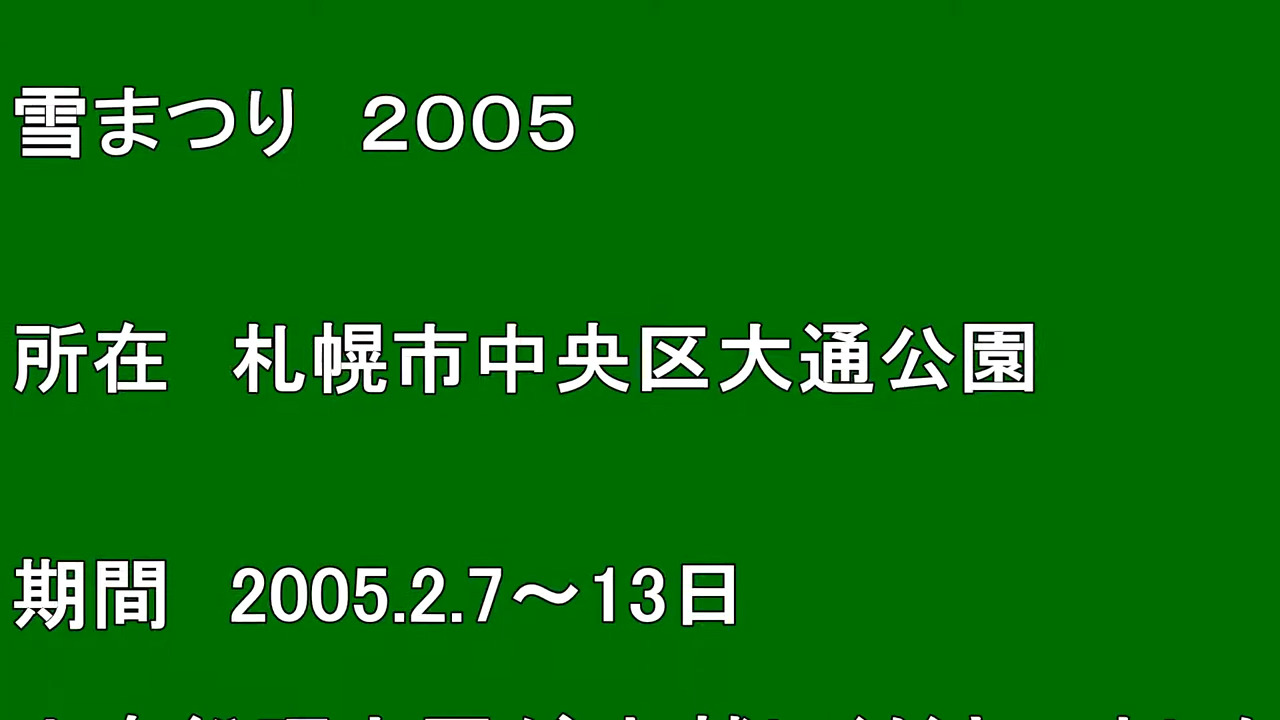 雪まつり　２００５
所在　札幌市中央区大通公園
期間　2005.2.7～13日